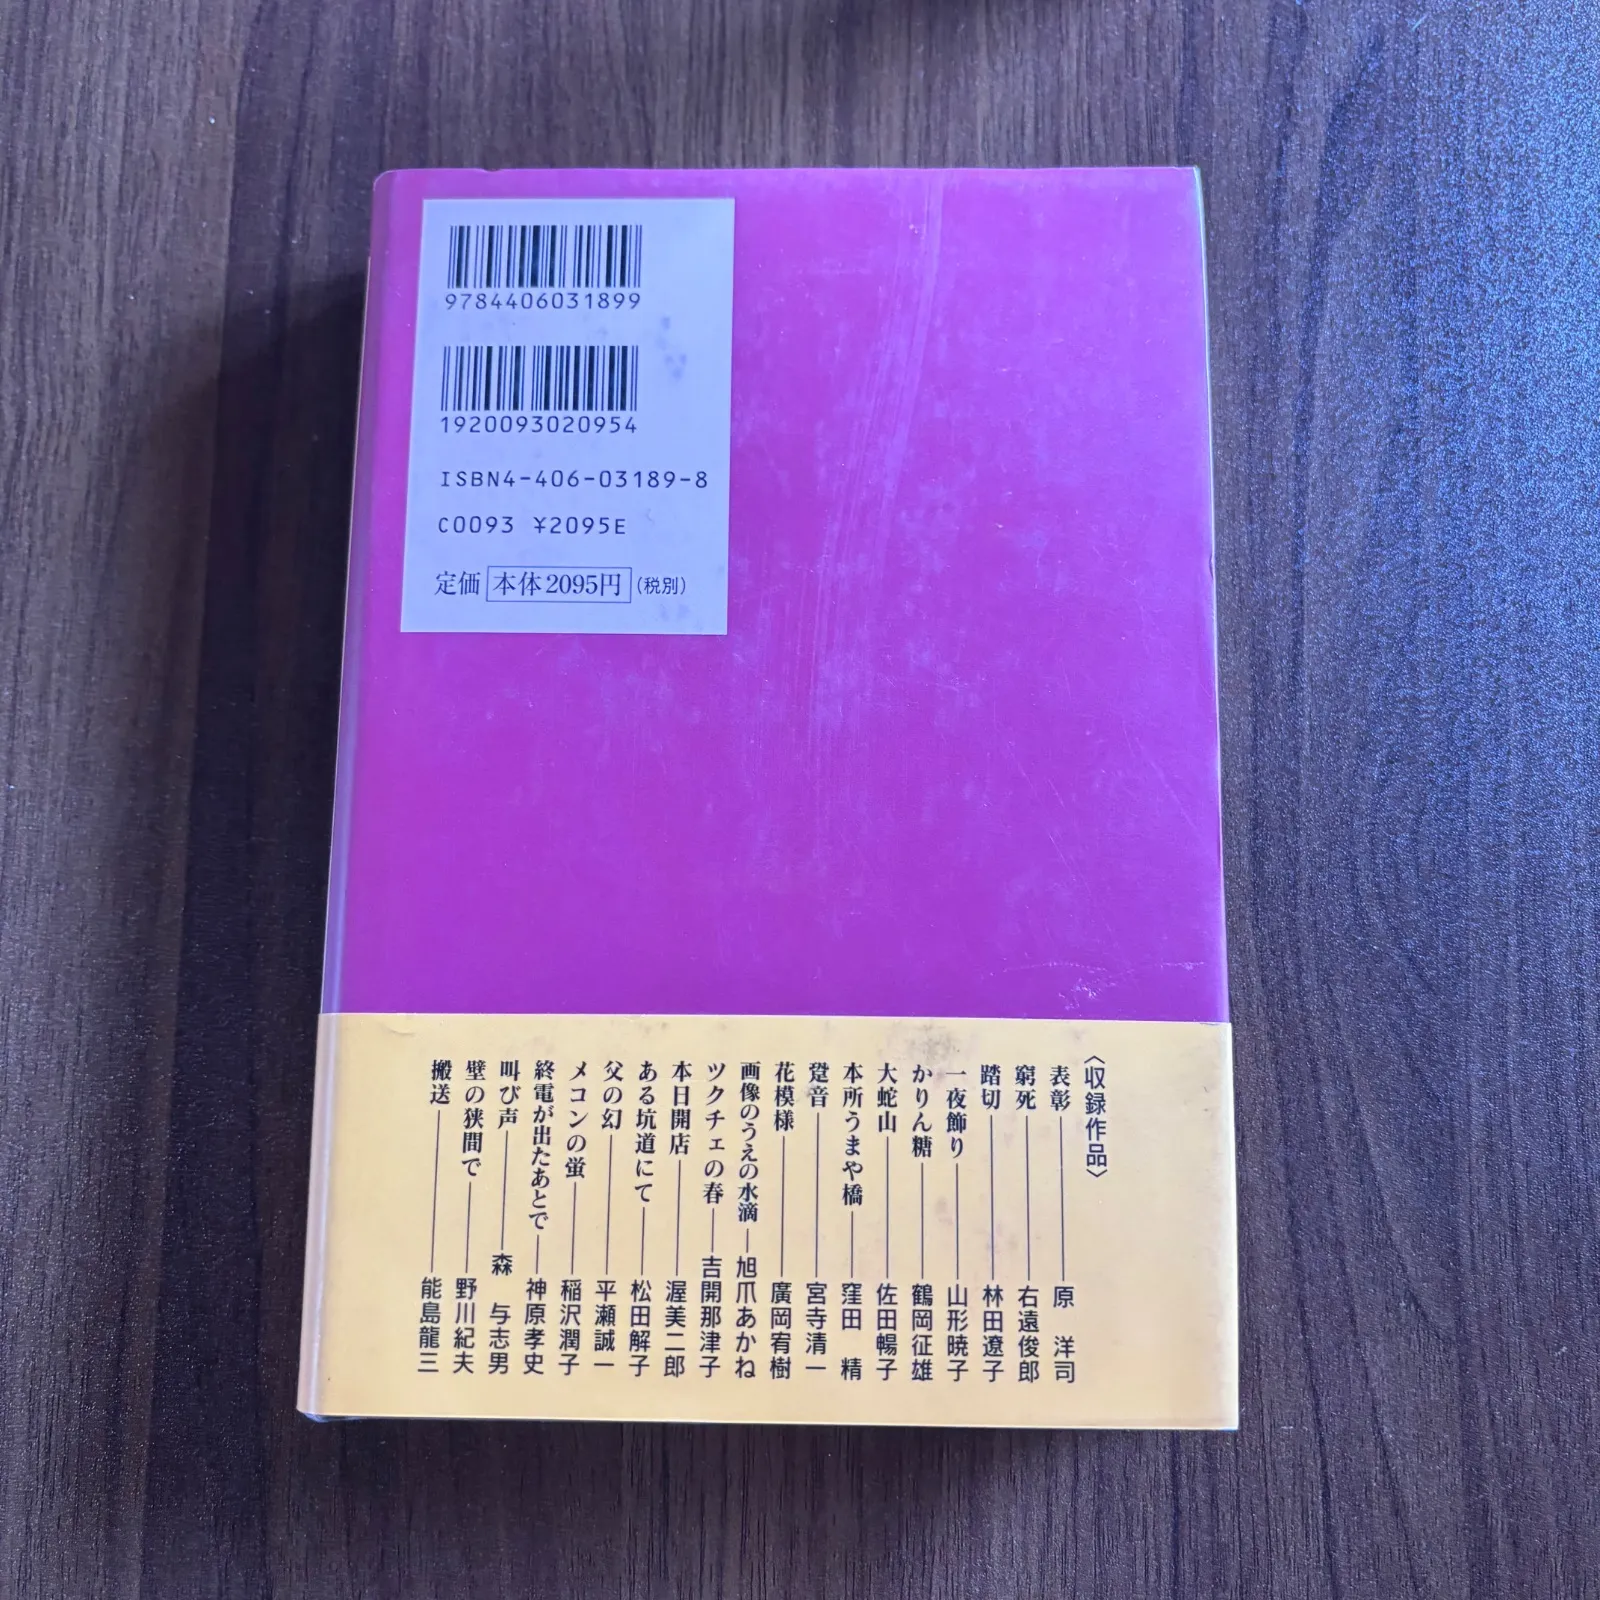 9784406031899
1920093020954
ISBN4-406-03189-8
C0093 ¥2095E
定価 本体2095円 (税別)
〈収録作品〉
表彰――原 洋司
窮死――右遠俊郎
踏切――林田遼子
一夜飾り――山形暁子
かりん糖――鶴岡征雄
大蛇山――佐田暢子
本所うまや橋――窪田 精
跫音――宮寺清一
花模様――廣岡宥樹
画像のうえの水滴――旭爪あかね
ツクチェの春――吉開那津子
本日開店――渥美二郎
ある坑道にて――松田解子
父の幻――平瀬誠一
メコンの蛍――稲沢潤子
終電が出たあとで――神原孝史
叫び声――森 与志男
壁の狭間で――野川紀夫
搬送――能島龍三